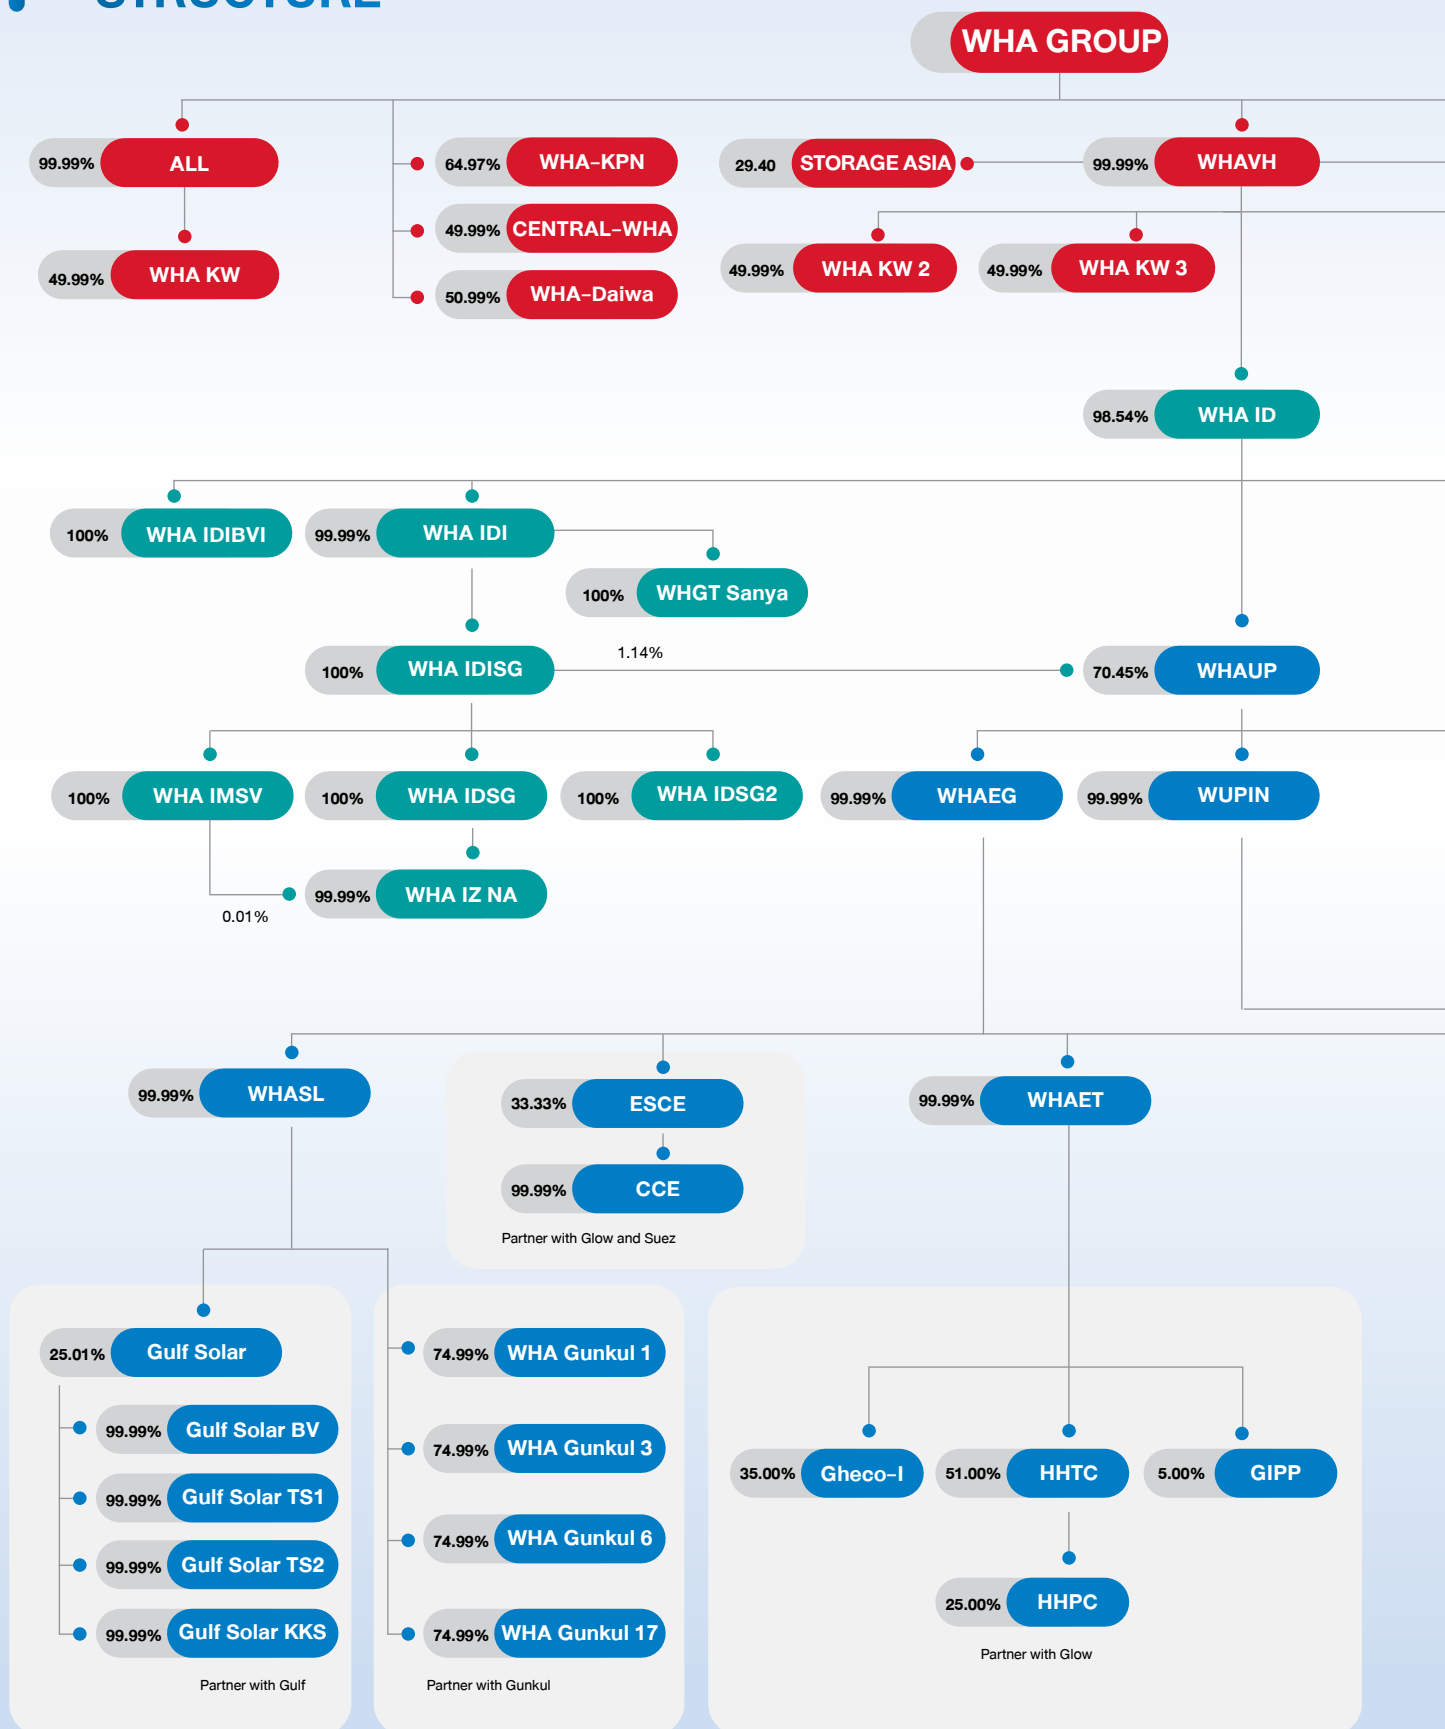 STRUCTURE
WHA GROUP
99.99% ALL
64.97% WHA-KPN
29.40 STORAGE ASIA
99.99% WHAVH
49.99% CENTRAL-WHA
49.99% WHA KW
50.99% WHA-Daiwa
49.99% WHA KW 2
49.99% WHA KW 3
98.54% WHA ID
100% WHA IDIBVI
99.99% WHA IDI
100% WHGT Sanya
1.14%
100% WHA IDISG
70.45% WHAUP
100% WHA IMSV
100% WHA IDSG
100% WHA IDSG2
99.99% WHAEG
99.99% WUPIN
99.99% WHA IZ NA
0.01%
99.99% WHASL
33.33% ESCE
99.99% WHAET
99.99% CCE
Partner with Glow and Suez
25.01% Gulf Solar
99.99% Gulf Solar BV
99.99% Gulf Solar TS1
99.99% Gulf Solar TS2
99.99% Gulf Solar KKS
Partner with Gulf
74.99% WHA Gunkul 1
74.99% WHA Gunkul 3
74.99% WHA Gunkul 6
74.99% WHA Gunkul 17
Partner with Gunkul
35.00% Gheco-I
51.00% HHTC
5.00% GIPP
25.00% HHPC
Partner with Glow